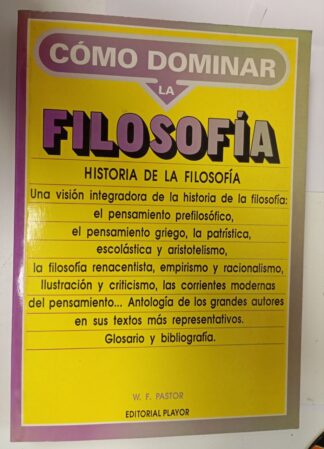 CÓMO DOMINAR
LA
FILOSOFÍA
HISTORIA DE LA FILOSOFÍA
Una visión integradora de la historia de la filosofía:
el pensamiento prefilosófico,
el pensamiento griego, la patrística,
escolástica y aristotelismo,
la filosofía renacentista, empirismo y racionalismo,
Ilustración y criticismo, las corrientes modernas
del pensamiento... Antología de los grandes autores
en sus textos más representativos.
Glosario y bibliografía.
W. F. PASTOR
EDITORIAL PLAYOR